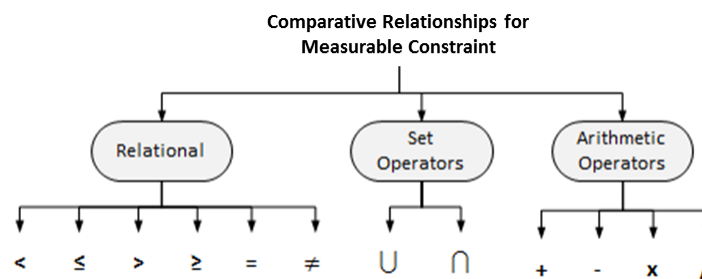 Comparative Relationships for
Measurable Constraint
Relational
Set
Operators
Arithmetic
Operators
< ≤ > ≥ = ≠ ∪ ∩ + - x